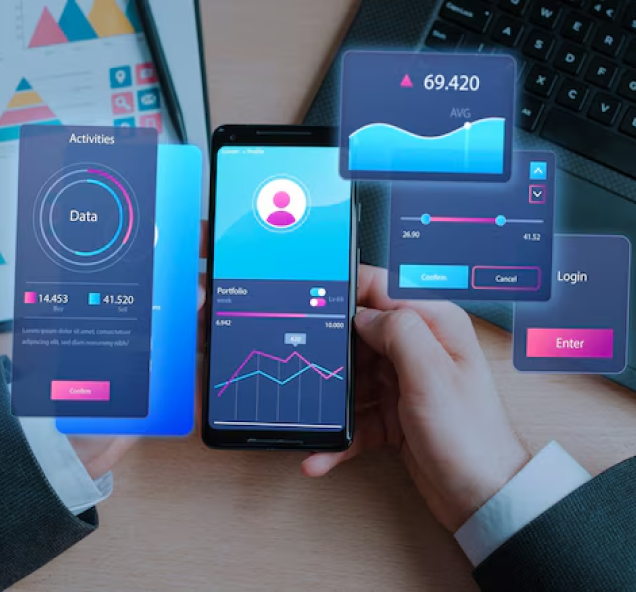 Activities
Data
14.453
Buy
41.520
Sell
Lorem ipsum dolor sit amet, consectetuer
adipiscing elit, sed diam nonummy nibh/
Confirm
Portfolio
6.942
10.000
69.420
AVG
26.90
41.52
Confirm
Cancel
Login
Enter
W
E
R
A
S
D
F
Z
X
C
V